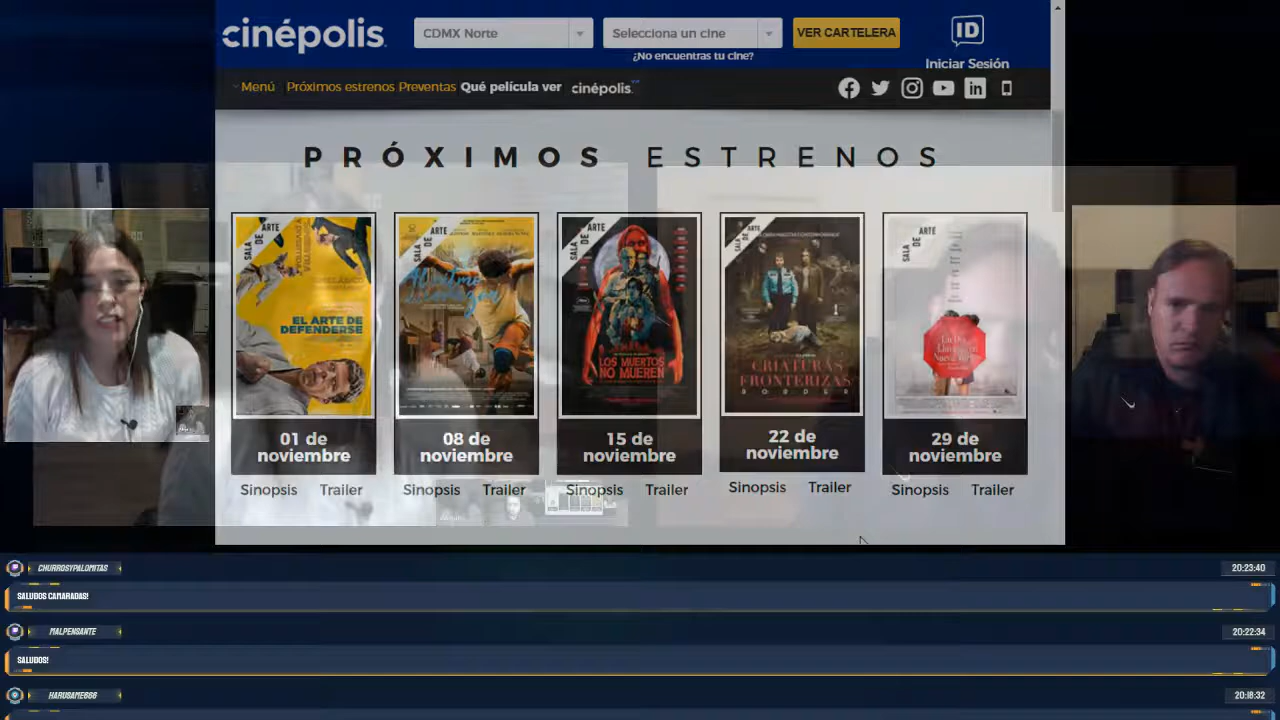 cinépolis.
CDMX Norte
Selecciona un cine
VER CARTELERA
ID
¿No encuentras tu cine?
Iniciar Sesión
Menú
Próximos estrenos
Preventas
Qué película ver
cinépolis.
PRÓXIMOS ESTRENOS
SALA DE ARTE
EL ARTE DE
DEFENDERSE
SALA DE ARTE
SALA DE ARTE
LOS MUERTOS
NO MUEREN
SALA DE ARTE
CRIATURAS
FRONTERIZAS
BORDER
SALA DE ARTE
01 de
noviembre
08 de
noviembre
15 de
noviembre
22 de
noviembre
29 de
noviembre
Sinopsis
Trailer
Sinopsis
Trailer
Sinopsis
Trailer
Sinopsis
Trailer
Sinopsis
Trailer
CHURROSYPALOMITAS
20:23:40
SALUDOS CAMARADAS!
MALPENSANTE
20:22:34
SALUDOS!
HARUSAME666
20:18:32